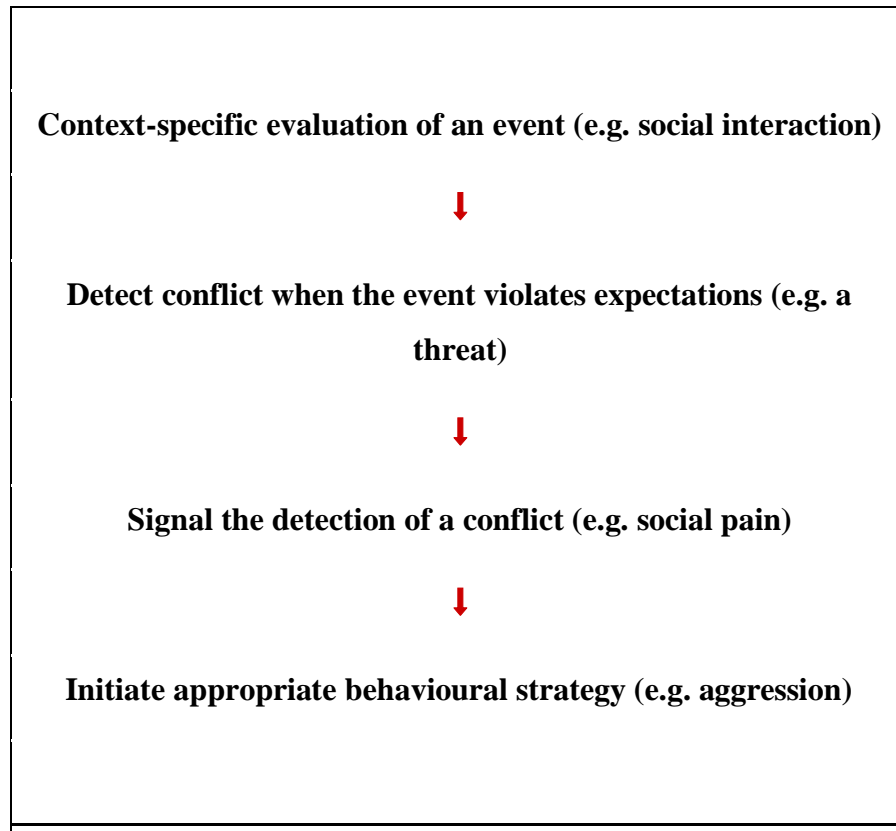 Context-specific evaluation of an event (e.g. social interaction)
Detect conflict when the event violates expectations (e.g. a
threat)
Signal the detection of a conflict (e.g. social pain)
Initiate appropriate behavioural strategy (e.g. aggression)